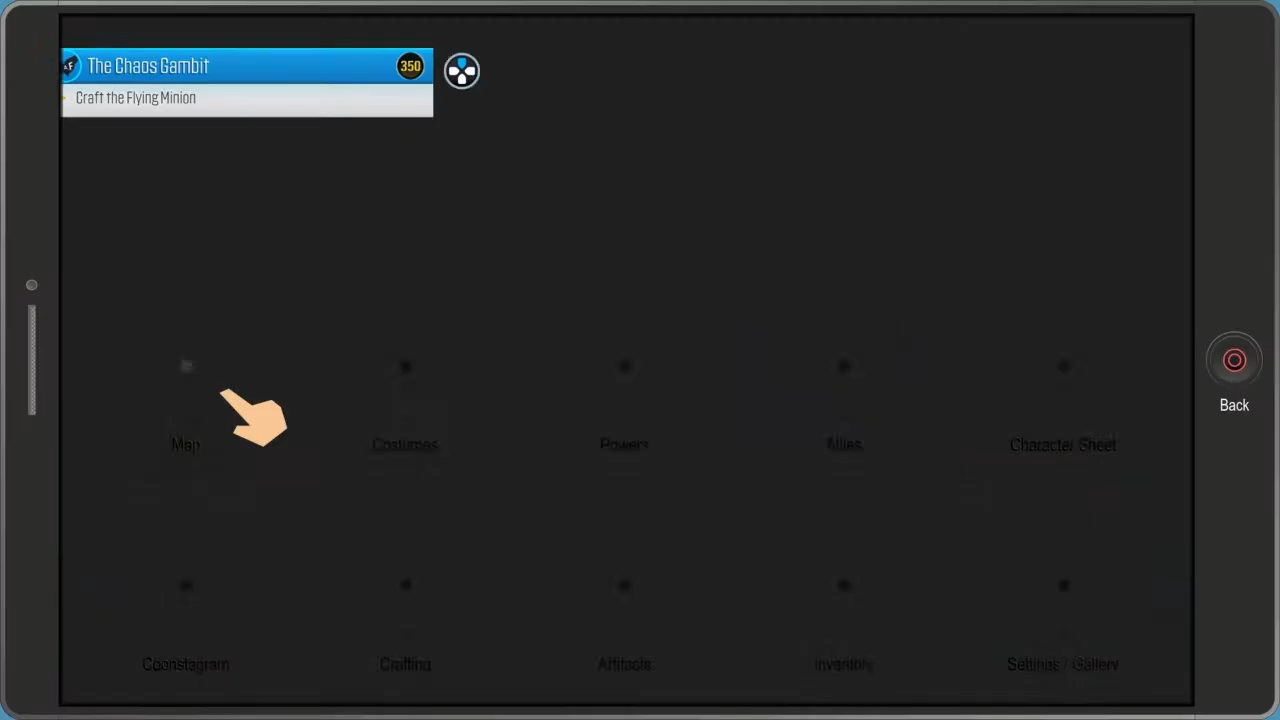 The Chaos Gambit
350
Craft the Flying Minion
Back
Map
Costumes
Powers
Allies
Character Sheet
Coonstagram
Crafting
Artifacts
Inventory
Settings / Gallery